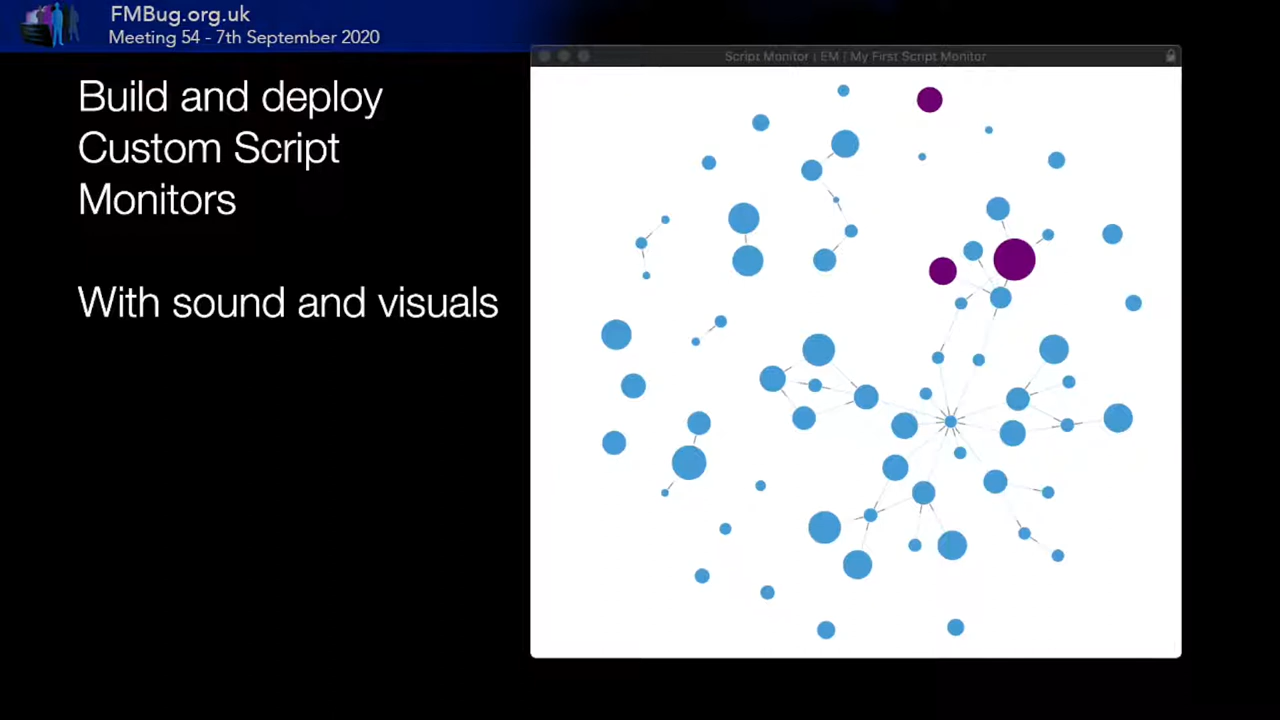 FMBug.org.uk
Meeting 54 - 7th September 2020
Script Monitor | EM | My First Script Monitor
Build and deploy
Custom Script
Monitors
With sound and visuals